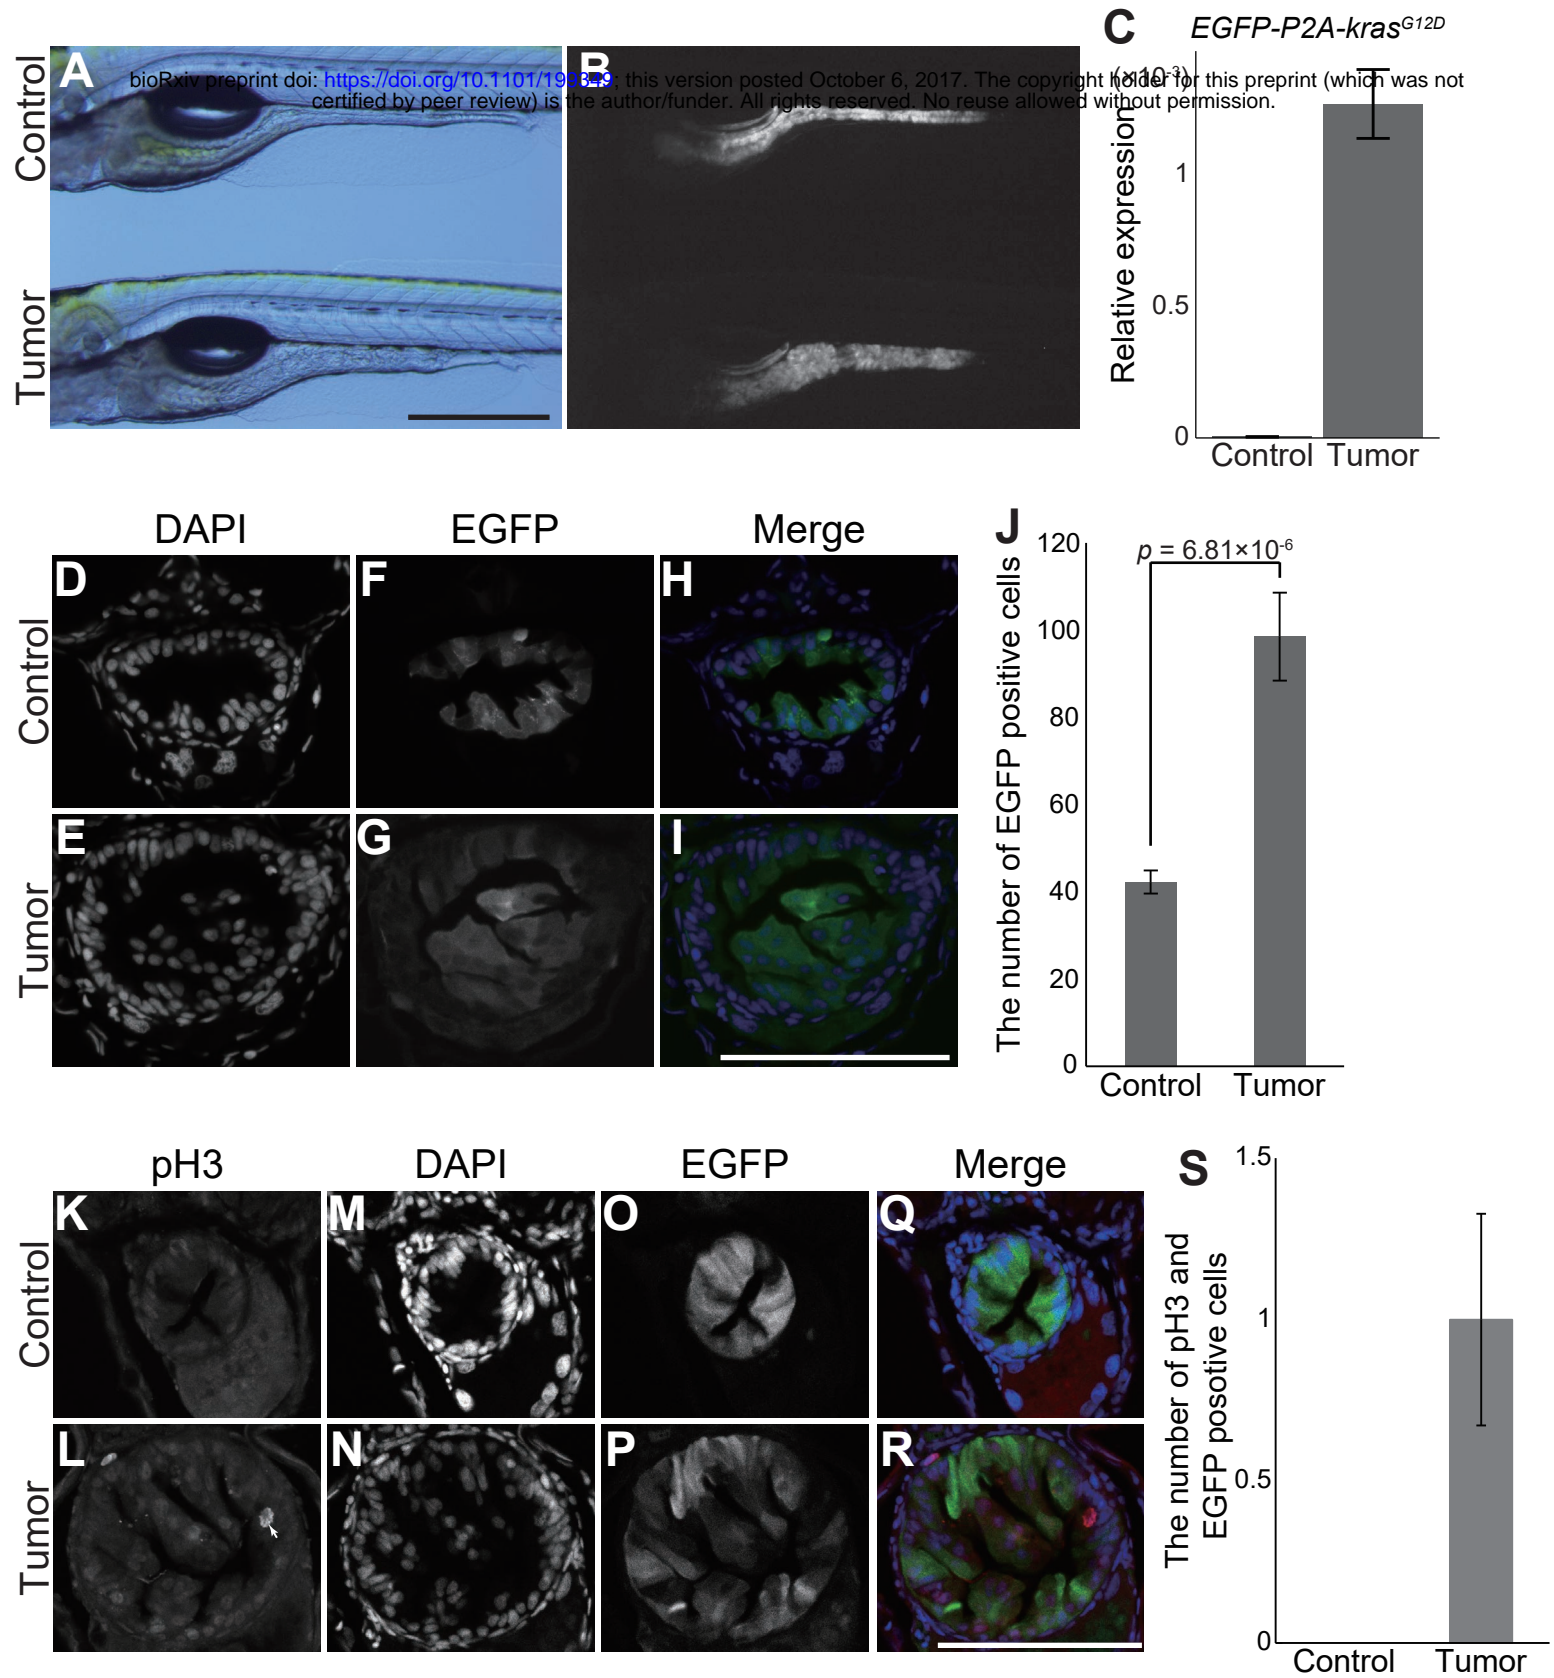 C EGFP-P2A-krasG12D
A
B
bioRxiv preprint doi: https://doi.org/10.1101/199349; this version posted October 6, 2017. The copyright holder for this preprint (which was not
certified by peer review) is the author/funder. All rights reserved. No reuse allowed without permission.
Control
Tumor
(×10-3)
Relative expression
1
0.5
0
Control Tumor
DAPI EGFP Merge
Control
Tumor
D F H
E G I
J
The number of EGFP positive cells
p = 6.81×10-6
120
100
80
60
40
20
0
Control Tumor
pH3 DAPI EGFP Merge
Control
Tumor
K M O Q
L N P R
S
The number of pH3 and
EGFP posotive cells
1.5
1
0.5
0
Control Tumor